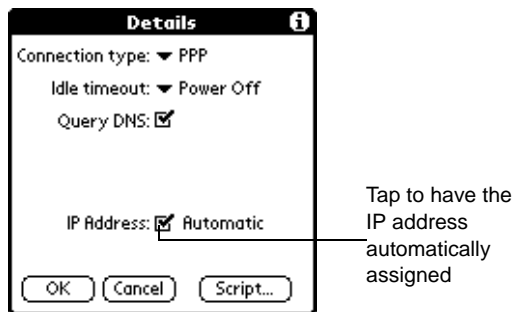 Details
Connection type: PPP
Idle timeout: Power Off
Query DNS:
IP Address: Automatic
OK Cancel Script...
Tap to have the
IP address
automatically
assigned